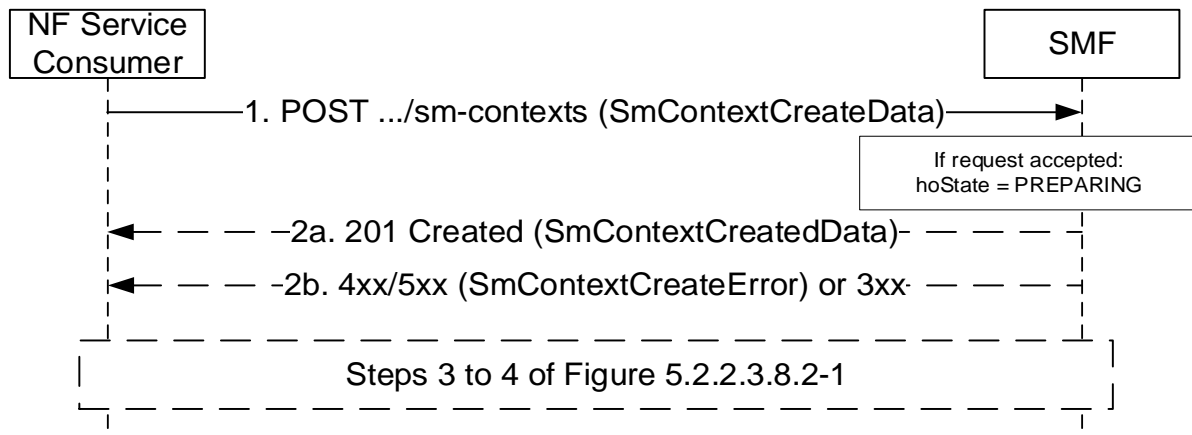 NF Service
Consumer
SMF
1. POST .../sm-contexts (SmContextCreateData)
If request accepted:
hoState = PREPARING
2a. 201 Created (SmContextCreatedData)
2b. 4xx/5xx (SmContextCreateError) or 3xx
Steps 3 to 4 of Figure 5.2.2.3.8.2-1